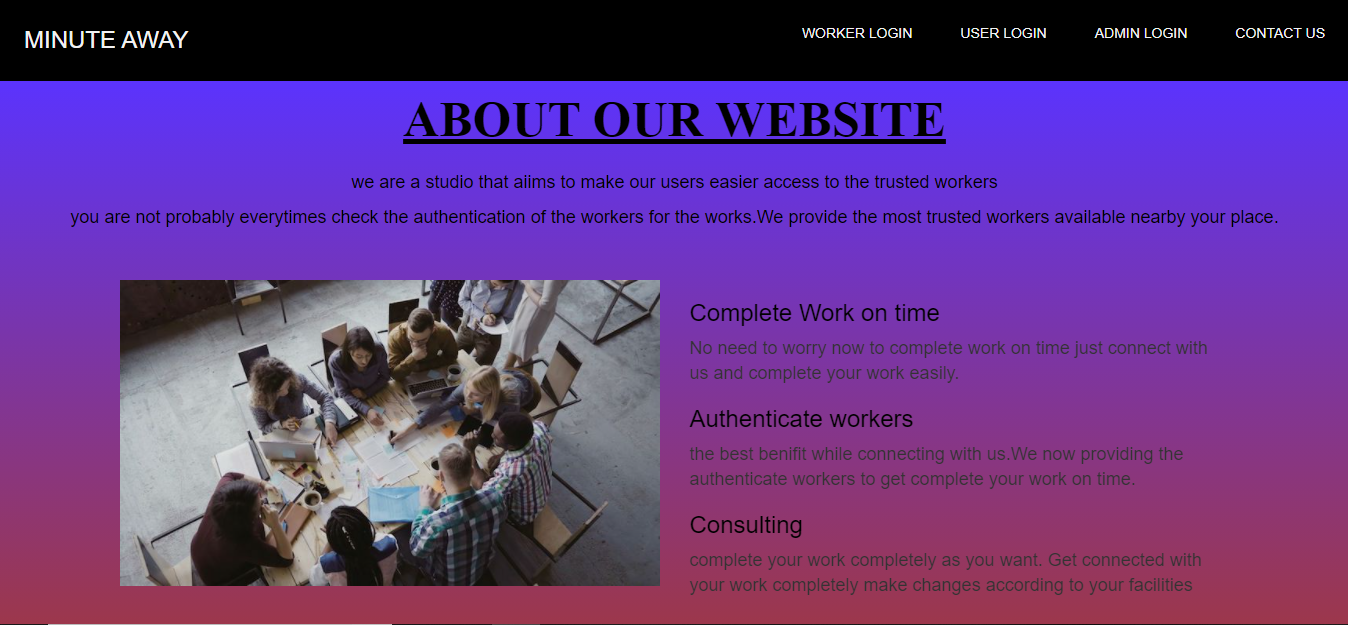 MINUTE AWAY
WORKER LOGIN USER LOGIN ADMIN LOGIN CONTACT US
ABOUT OUR WEBSITE
we are a studio that aiims to make our users easier access to the trusted workers
you are not probably everytimes check the authentication of the workers for the works.We provide the most trusted workers available nearby your place.
Complete Work on time
No need to worry now to complete work on time just connect with
us and complete your work easily.
Authenticate workers
the best benifit while connecting with us.We now providing the
authenticate workers to get complete your work on time.
Consulting
complete your work completely as you want. Get connected with
your work completely make changes according to your facilities